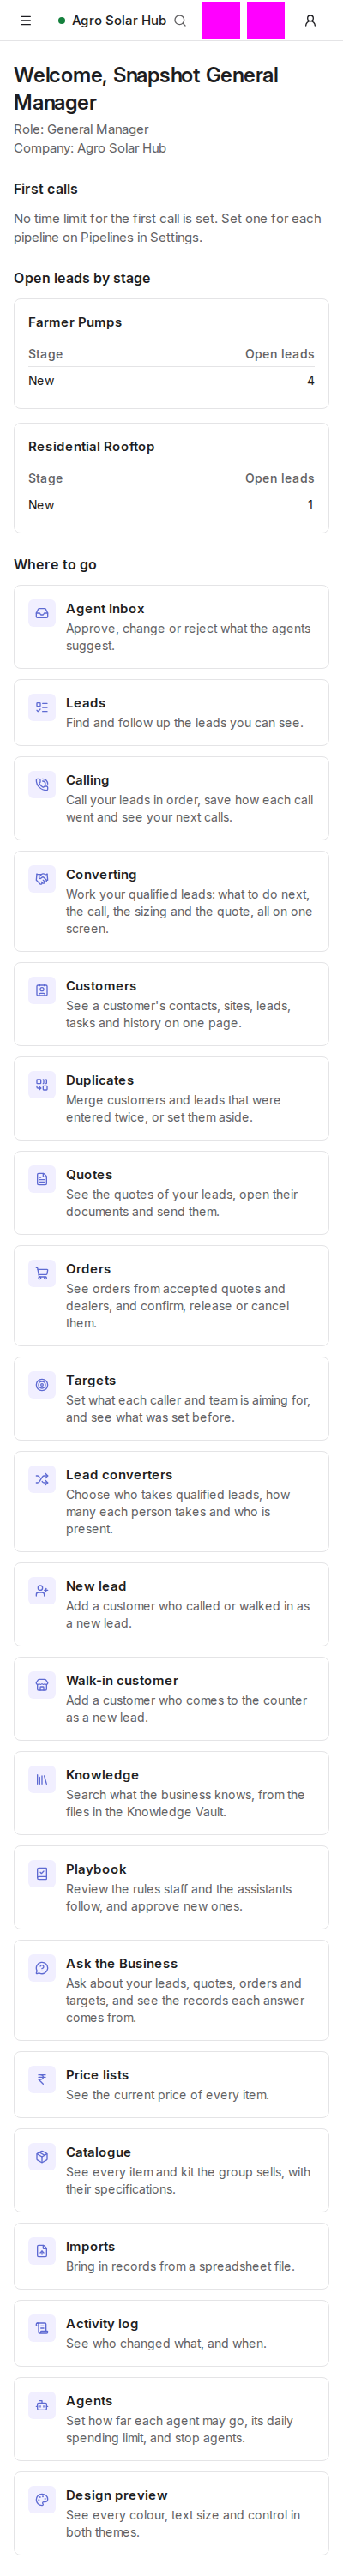 Agro Solar Hub
Welcome, Snapshot General
Manager
Role: General Manager
Company: Agro Solar Hub
First calls
No time limit for the first call is set. Set one for each
pipeline on Pipelines in Settings.
Open leads by stage
Farmer Pumps
Stage Open leads
New 4
Residential Rooftop
Stage Open leads
New 1
Where to go
Agent Inbox
Approve, change or reject what the agents
suggest.
Leads
Find and follow up the leads you can see.
Calling
Call your leads in order, save how each call
went and see your next calls.
Converting
Work your qualified leads: what to do next,
the call, the sizing and the quote, all on one
screen.
Customers
See a customer's contacts, sites, leads,
tasks and history on one page.
Duplicates
Merge customers and leads that were
entered twice, or set them aside.
Quotes
See the quotes of your leads, open their
documents and send them.
Orders
See orders from accepted quotes and
dealers, and confirm, release or cancel
them.
Targets
Set what each caller and team is aiming for,
and see what was set before.
Lead converters
Choose who takes qualified leads, how
many each person takes and who is
present.
New lead
Add a customer who called or walked in as
a new lead.
Walk-in customer
Add a customer who comes to the counter
as a new lead.
Knowledge
Search what the business knows, from the
files in the Knowledge Vault.
Playbook
Review the rules staff and the assistants
follow, and approve new ones.
Ask the Business
Ask about your leads, quotes, orders and
targets, and see the records each answer
comes from.
Price lists
See the current price of every item.
Catalogue
See every item and kit the group sells, with
their specifications.
Imports
Bring in records from a spreadsheet file.
Activity log
See who changed what, and when.
Agents
Set how far each agent may go, its daily
spending limit, and stop agents.
Design preview
See every colour, text size and control in
both themes.